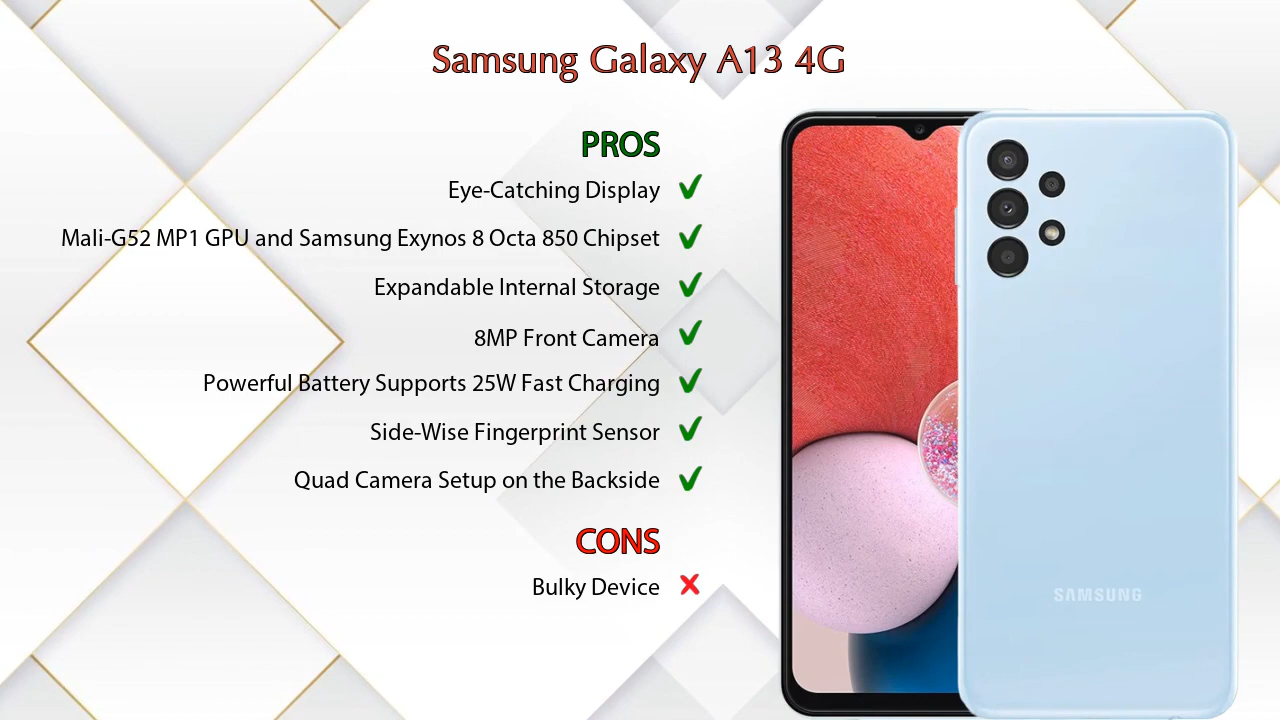 Samsung Galaxy A13 4G
PROS
Eye-Catching Display
Mali-G52 MP1 GPU and Samsung Exynos 8 Octa 850 Chipset
Expandable Internal Storage
8MP Front Camera
Powerful Battery Supports 25W Fast Charging
Side-Wise Fingerprint Sensor
Quad Camera Setup on the Backside
CONS
Bulky Device
SAMSUNG